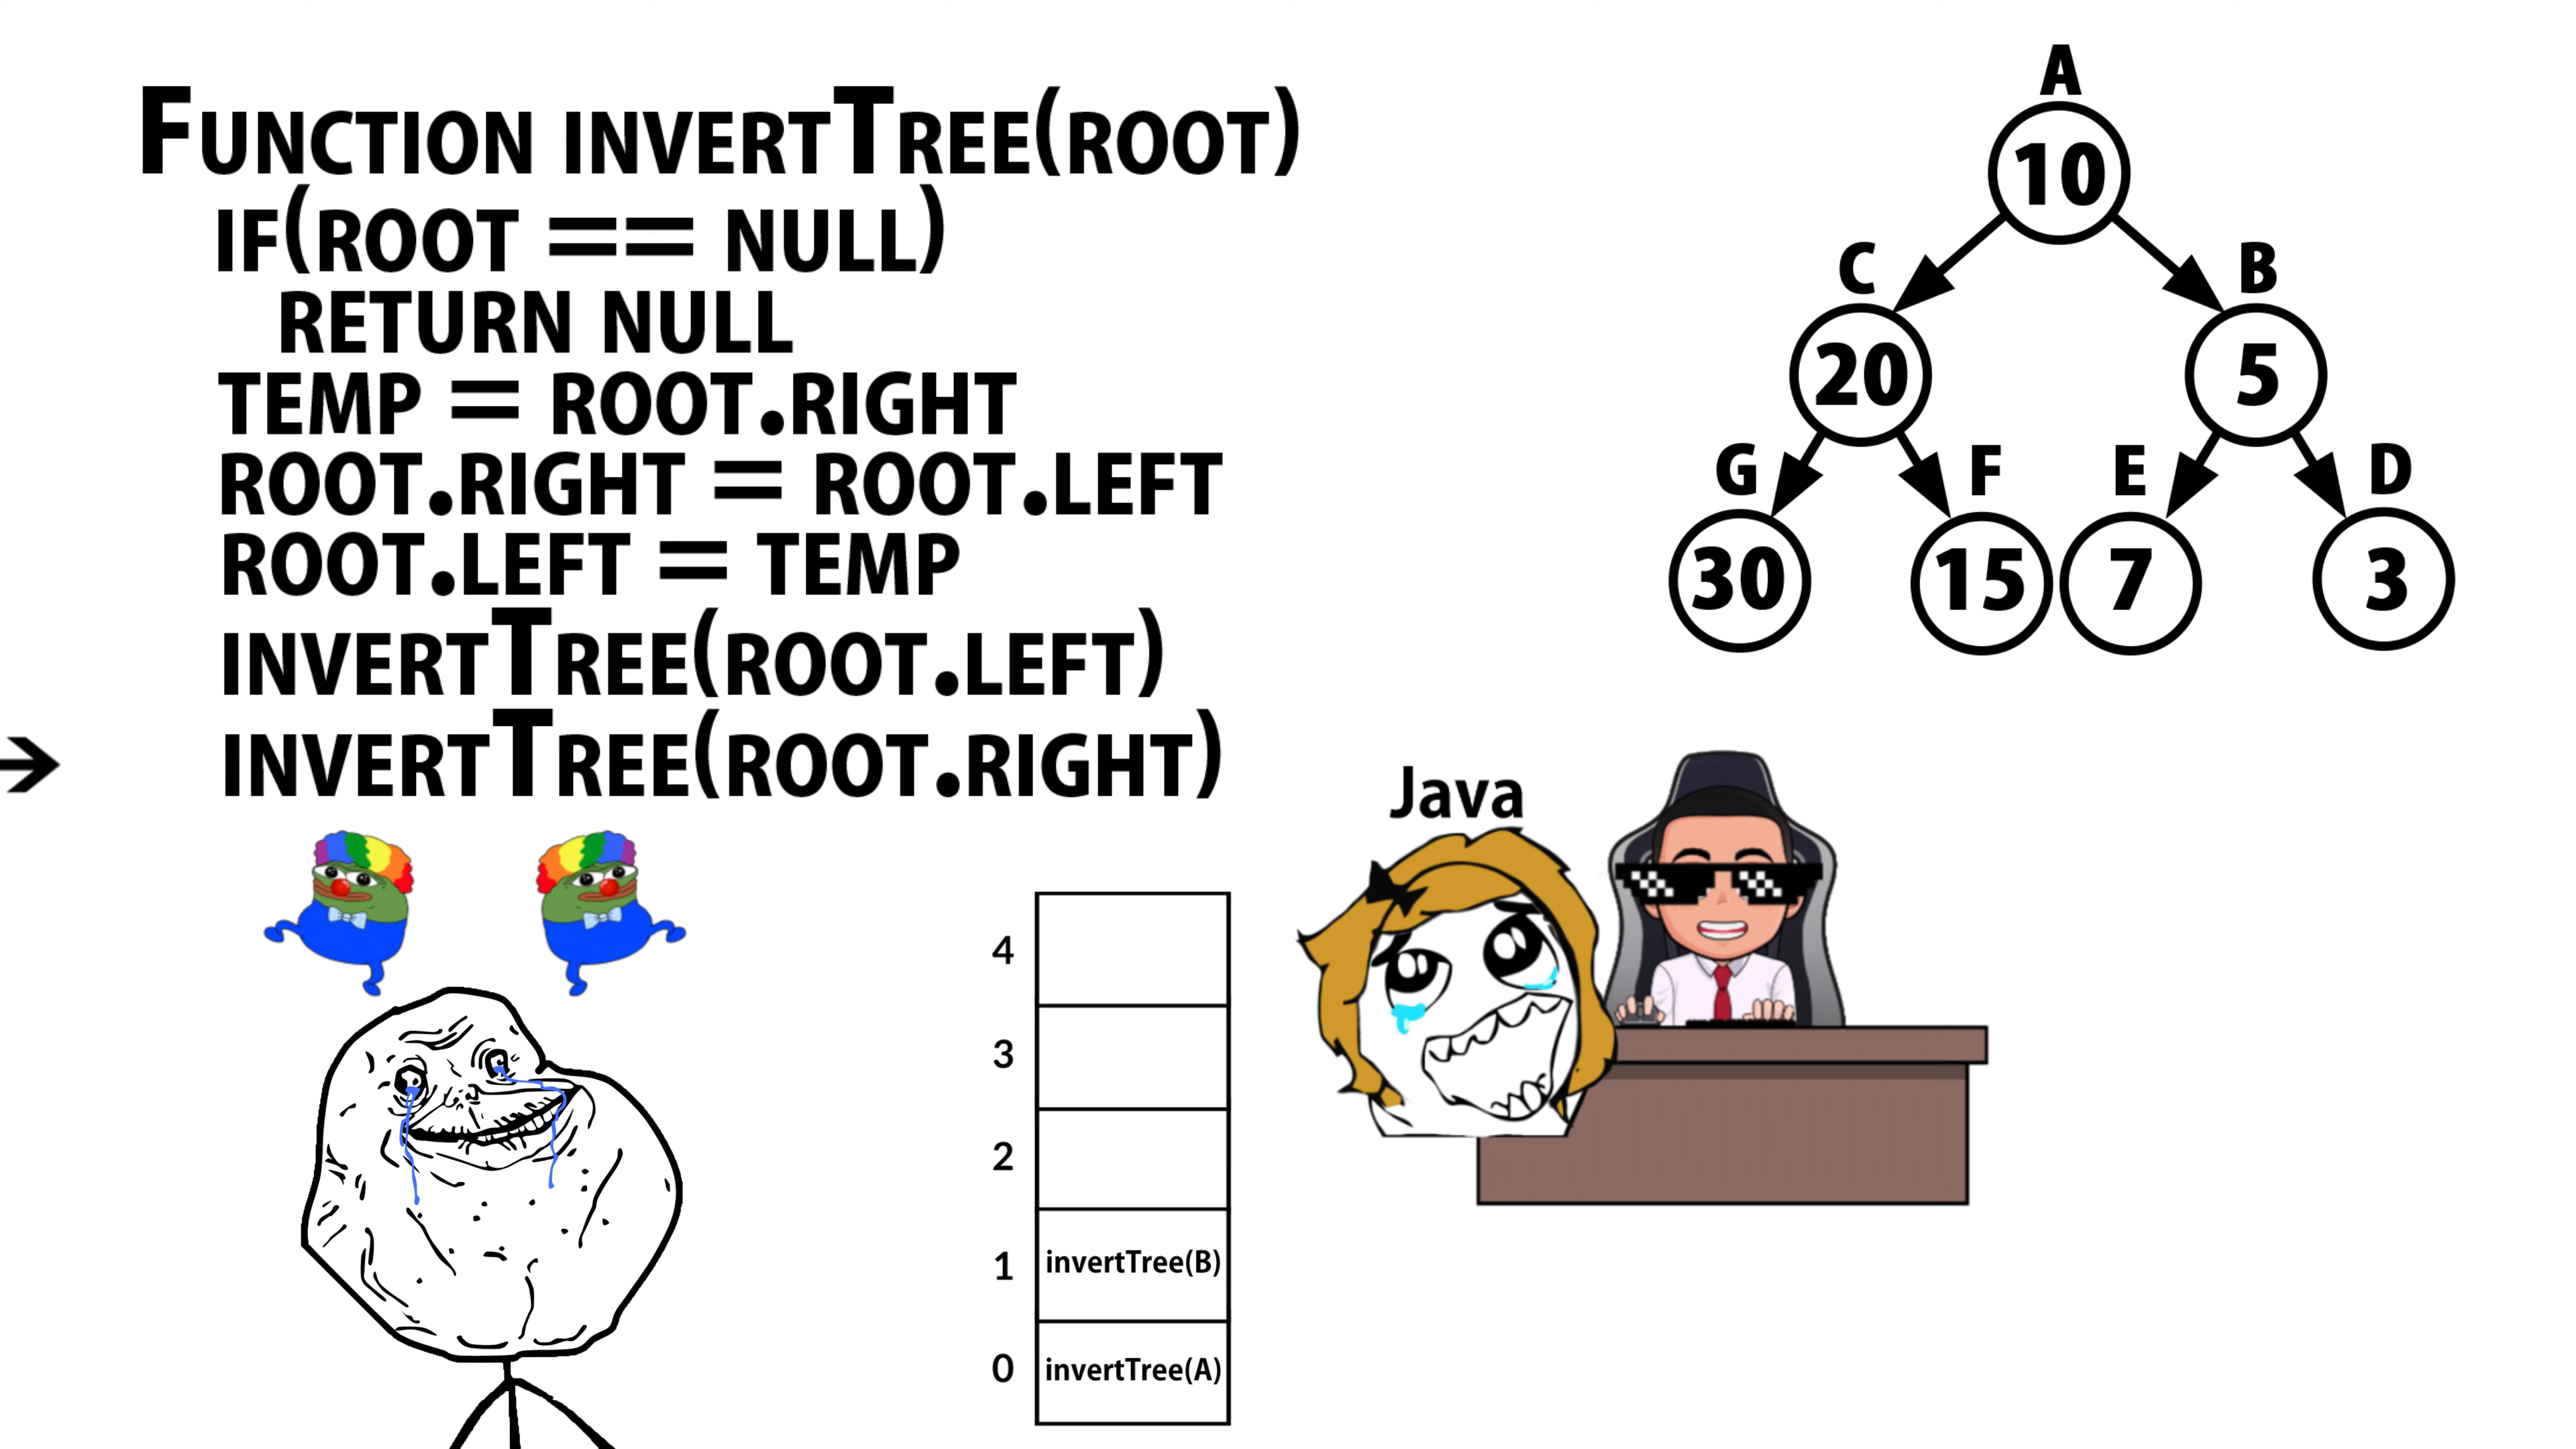 Function invertTree(root)
if(root == null)
return null
temp = root.right
root.right = root.left
root.left = temp
invertTree(root.left)
invertTree(root.right)
A
10
C
B
20
5
G
F
E
D
30
15
7
3
Java
4
3
2
1 invertTree(B)
0 invertTree(A)